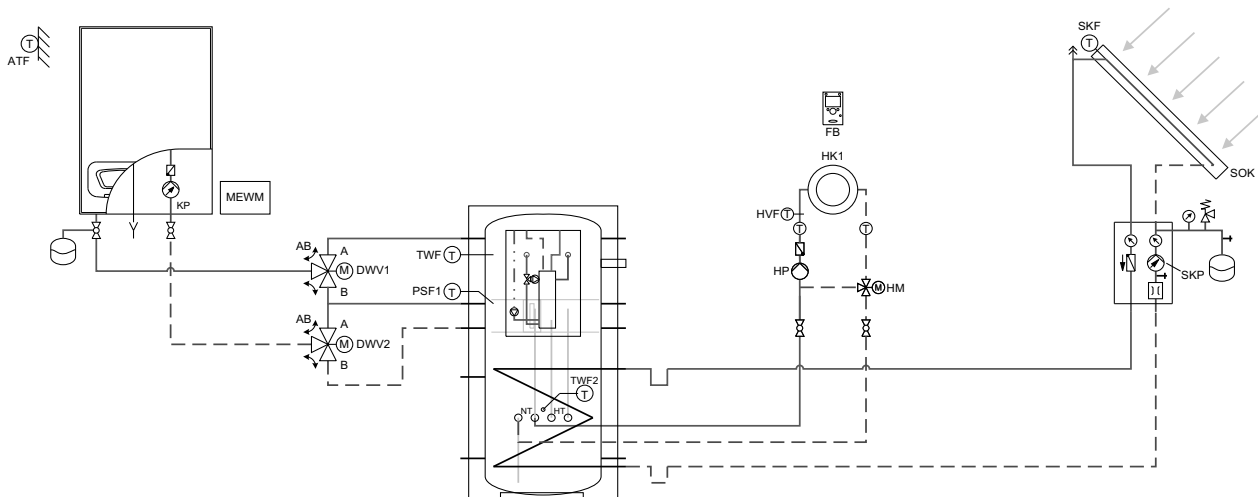 SKF
T
T
ATF
FB
HK1
SOK
MEWM
KP
HVF T
T T
AB A
TWF T
M DWV1
HP
SKP
B
PSF1 T
M HM
AB A
M DWV2
B
TWF2
T
NT HT